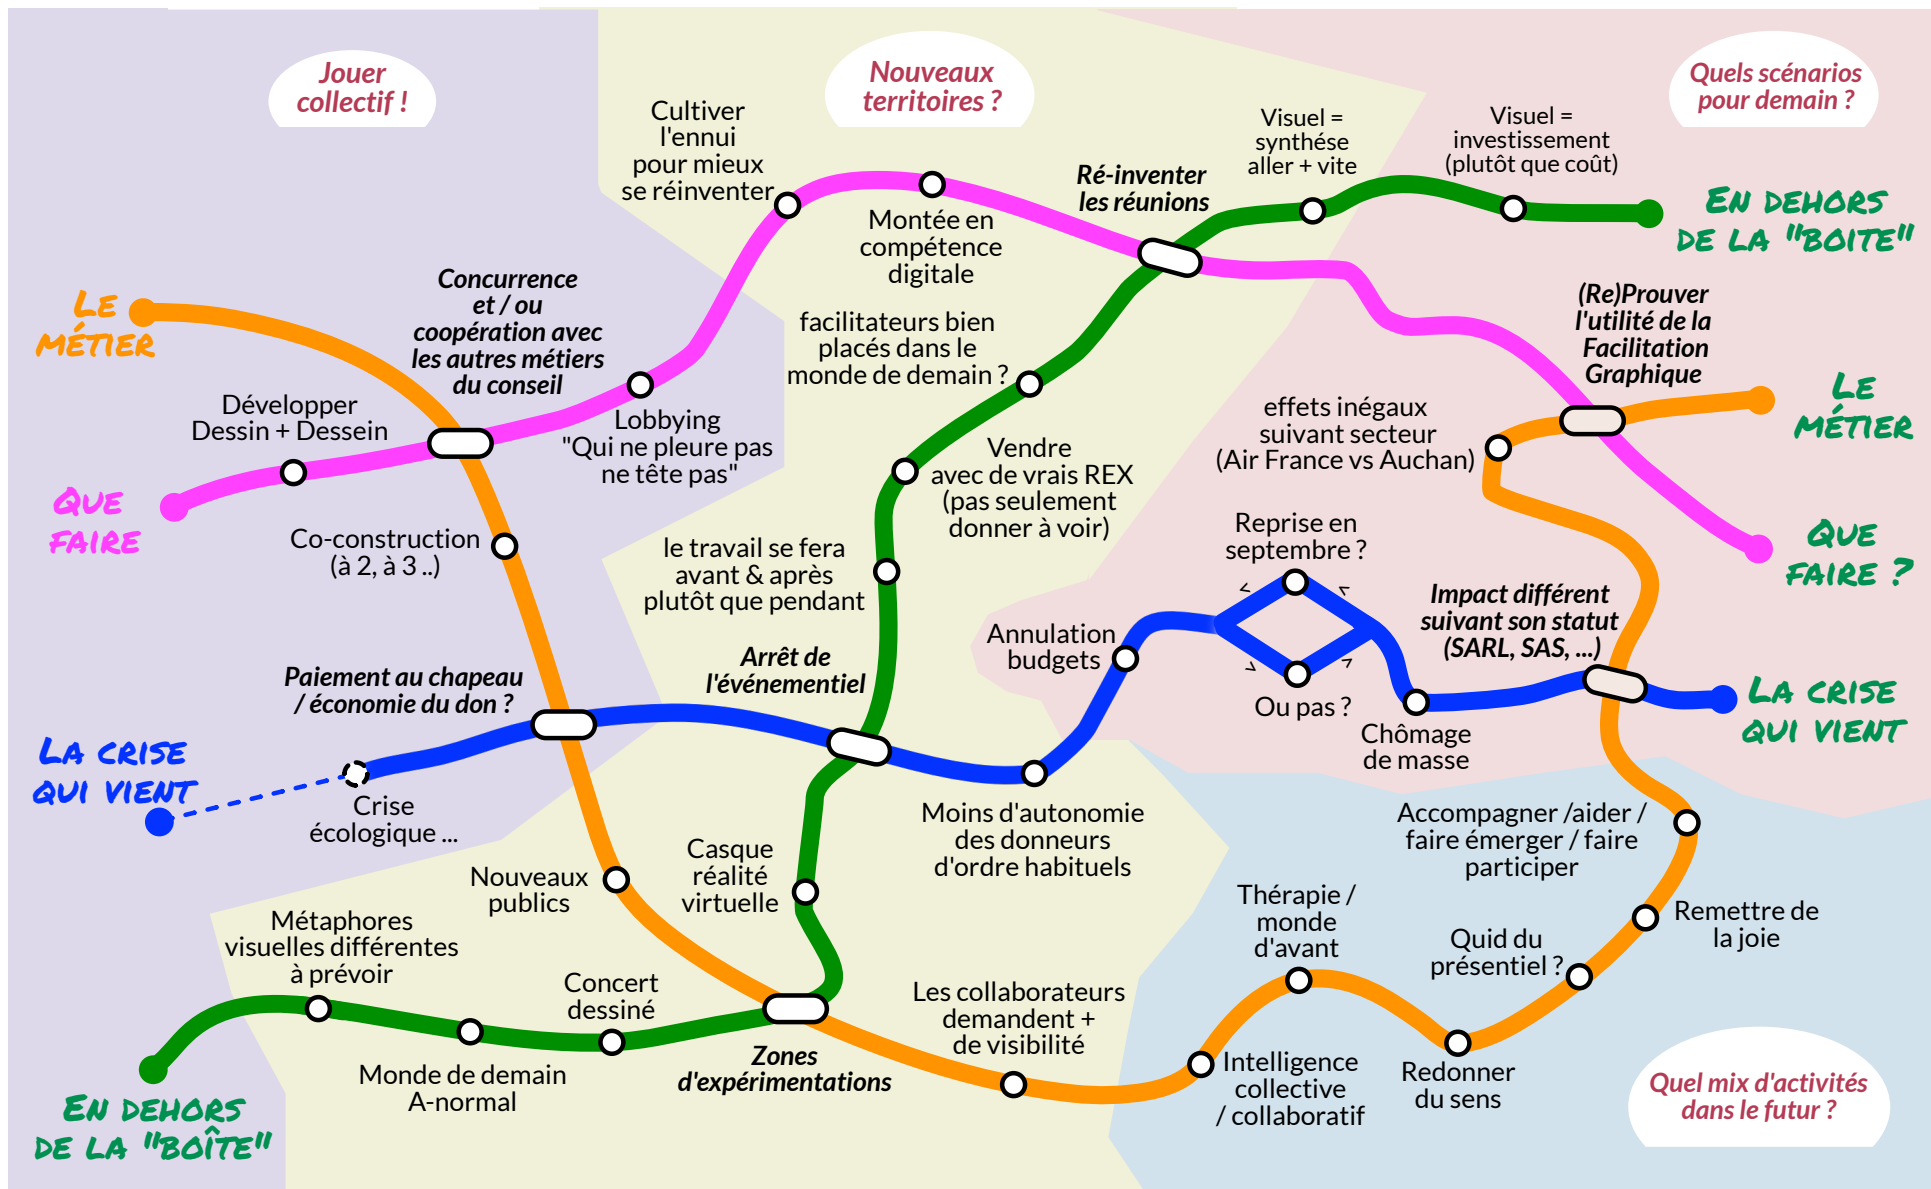 Jouer
collectif !
Nouveaux
territoires ?
Quels scénarios
pour demain ?
Cultiver
l'ennui
pour mieux
se réinventer
Montée en
compétence
digitale
Ré-inventer
les réunions
Visuel =
synthése
aller + vite
Visuel =
investissement
(plutôt que coût)
EN DEHORS
DE LA "BOITE"
LE
MÉTIER
Concurrence
et / ou
coopération avec
les autres métiers
du conseil
facilitateurs bien
placés dans le
monde de demain ?
(Re)Prouver
l'utilité de la
Facilitation
Graphique
LE
MÉTIER
Développer
Dessin + Dessein
Lobbying
"Qui ne pleure pas
ne tête pas"
Vendre
avec de vrais REX
(pas seulement
donner à voir)
effets inégaux
suivant secteur
(Air France vs Auchan)
QUE
FAIRE
Co-construction
(à 2, à 3 ..)
le travail se fera
avant & après
plutôt que pendant
Reprise en
septembre ?
QUE
FAIRE ?
Annulation
budgets
Impact différent
suivant son statut
(SARL, SAS, ...)
Paiement au chapeau
/ économie du don ?
Arrêt de
l'événementiel
Ou pas ?
Chômage
de masse
LA CRISE
QUI VIENT
LA CRISE
QUI VIENT
Crise
écologique ...
Moins d'autonomie
des donneurs
d'ordre habituels
Accompagner /aider /
faire émerger / faire
participer
Nouveaux
publics
Casque
réalité
virtuelle
Thérapie /
monde
d'avant
Remettre de
la joie
Quid du
présentiel ?
Métaphores
visuelles différentes
à prévoir
Concert
dessiné
Les collaborateurs
demandent +
de visibilité
Zones
d'expérimentations
Monde de demain
A-normal
Intelligence
collective
/ collaboratif
Redonner
du sens
Quel mix d'activités
dans le futur ?
EN DEHORS
DE LA "BOÎTE"